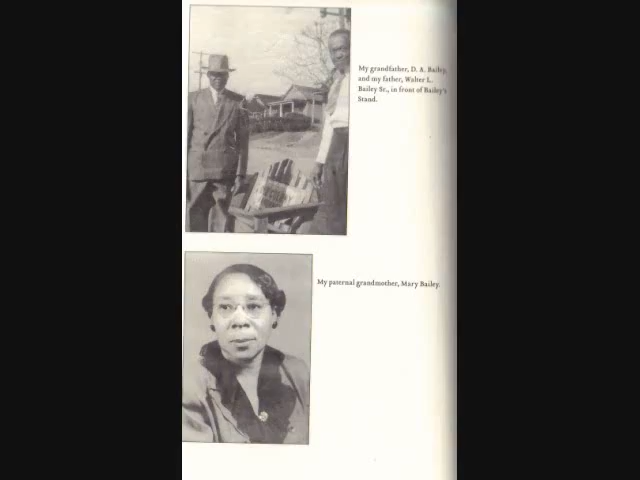 My grandfather, D. A. Bailey,
and my father, Walter L.
Bailey Sr., in front of Bailey's
Stand.
My paternal grandmother, Mary Bailey.